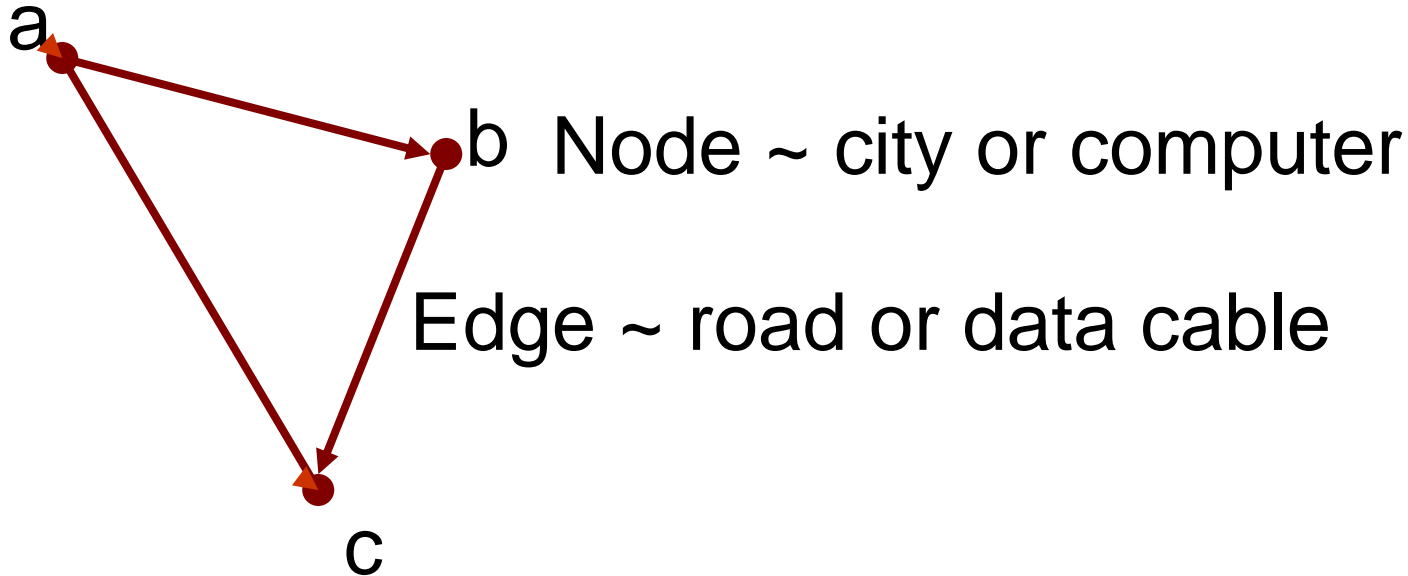 a
b Node ~ city or computer
Edge ~ road or data cable
c